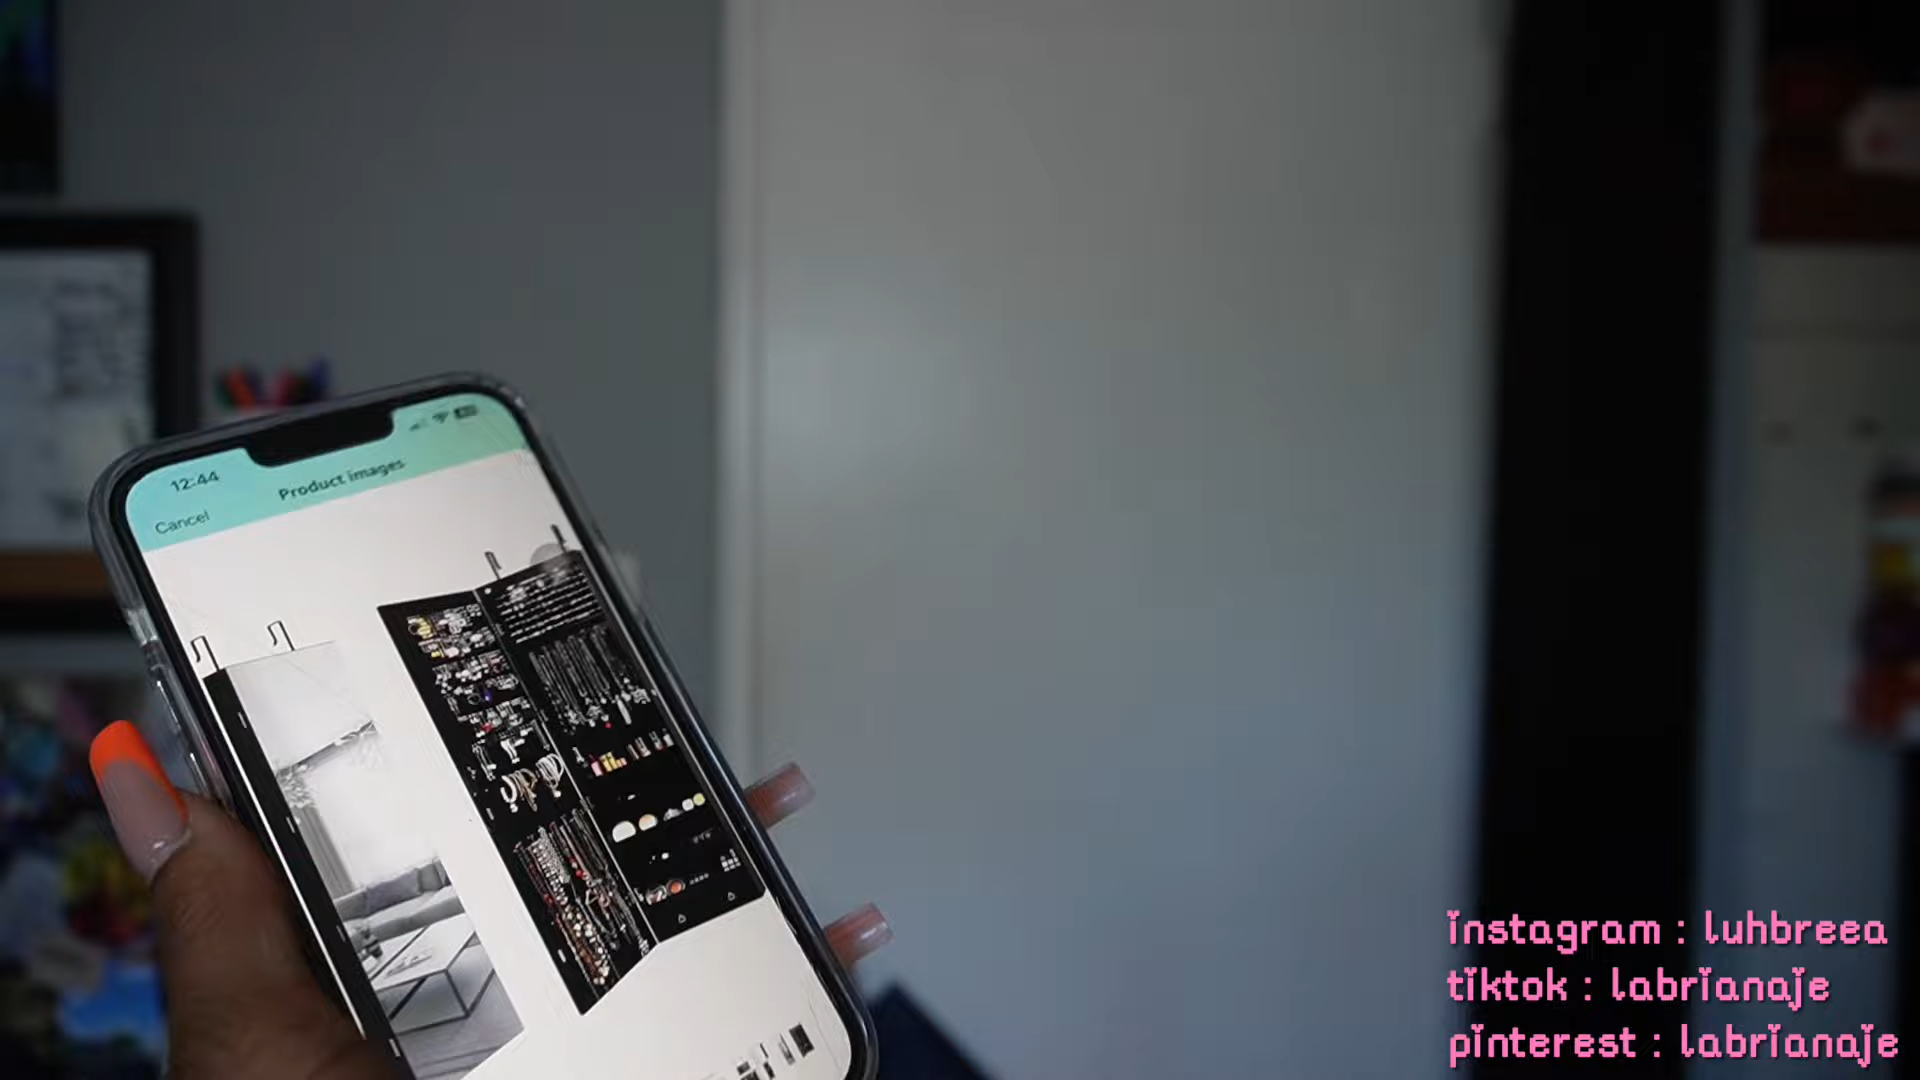 12:44
Product images
Cancel
instagram : luhbreea
tiktok : labrianaje
pinterest : labrianaje